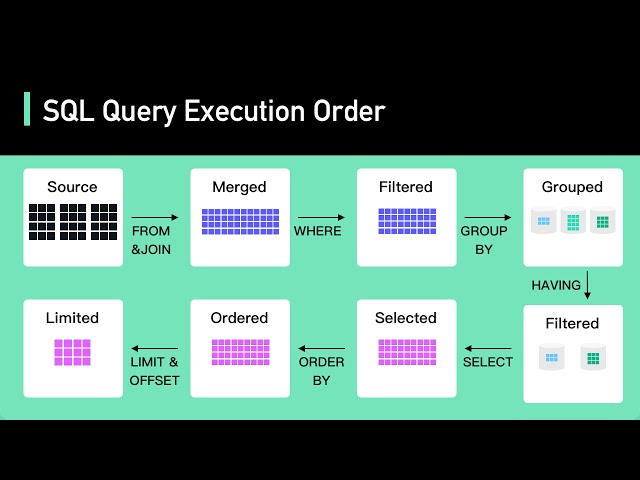 SQL Query Execution Order
Source
FROM
&JOIN
Merged
WHERE
Filtered
GROUP
BY
Grouped
HAVING
Filtered
SELECT
Selected
ORDER
BY
Ordered
LIMIT &
OFFSET
Limited